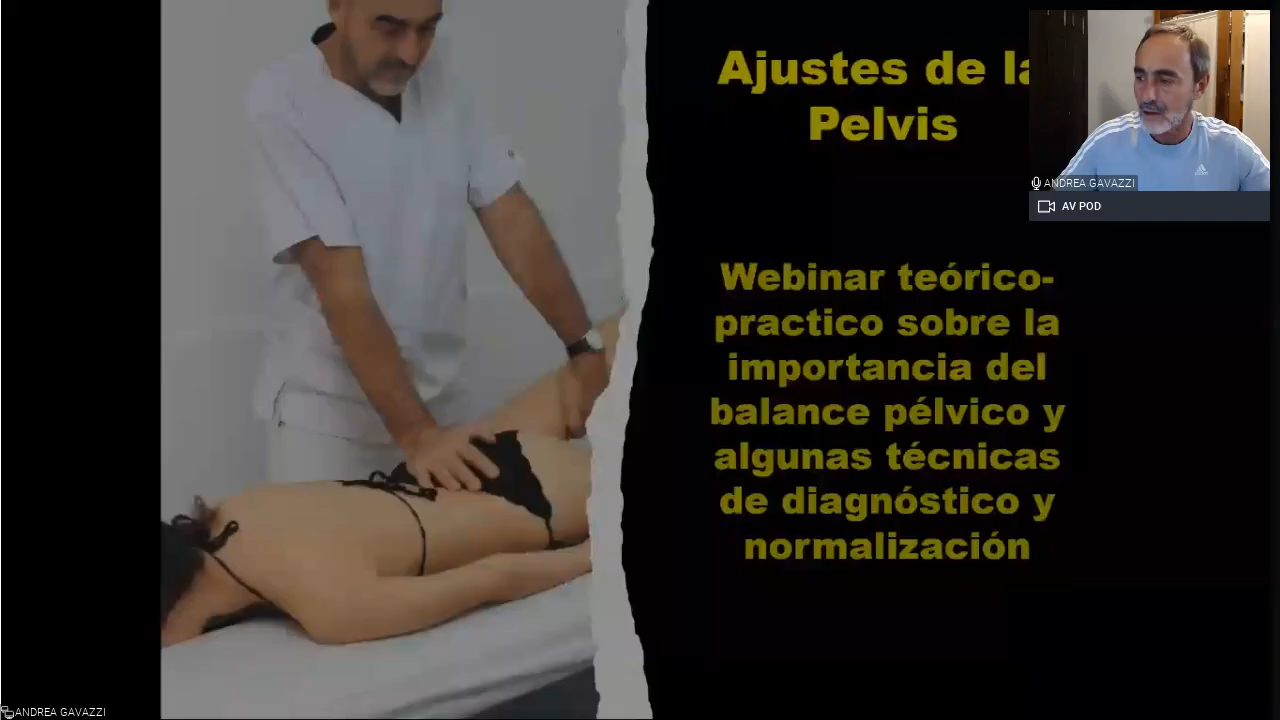 Ajustes de la
Pelvis
Webinar teórico-
practico sobre la
importancia del
balance pélvico y
algunas técnicas
de diagnóstico y
normalización
ANDREA GAVAZZI
AV POD
ANDREA GAVAZZI